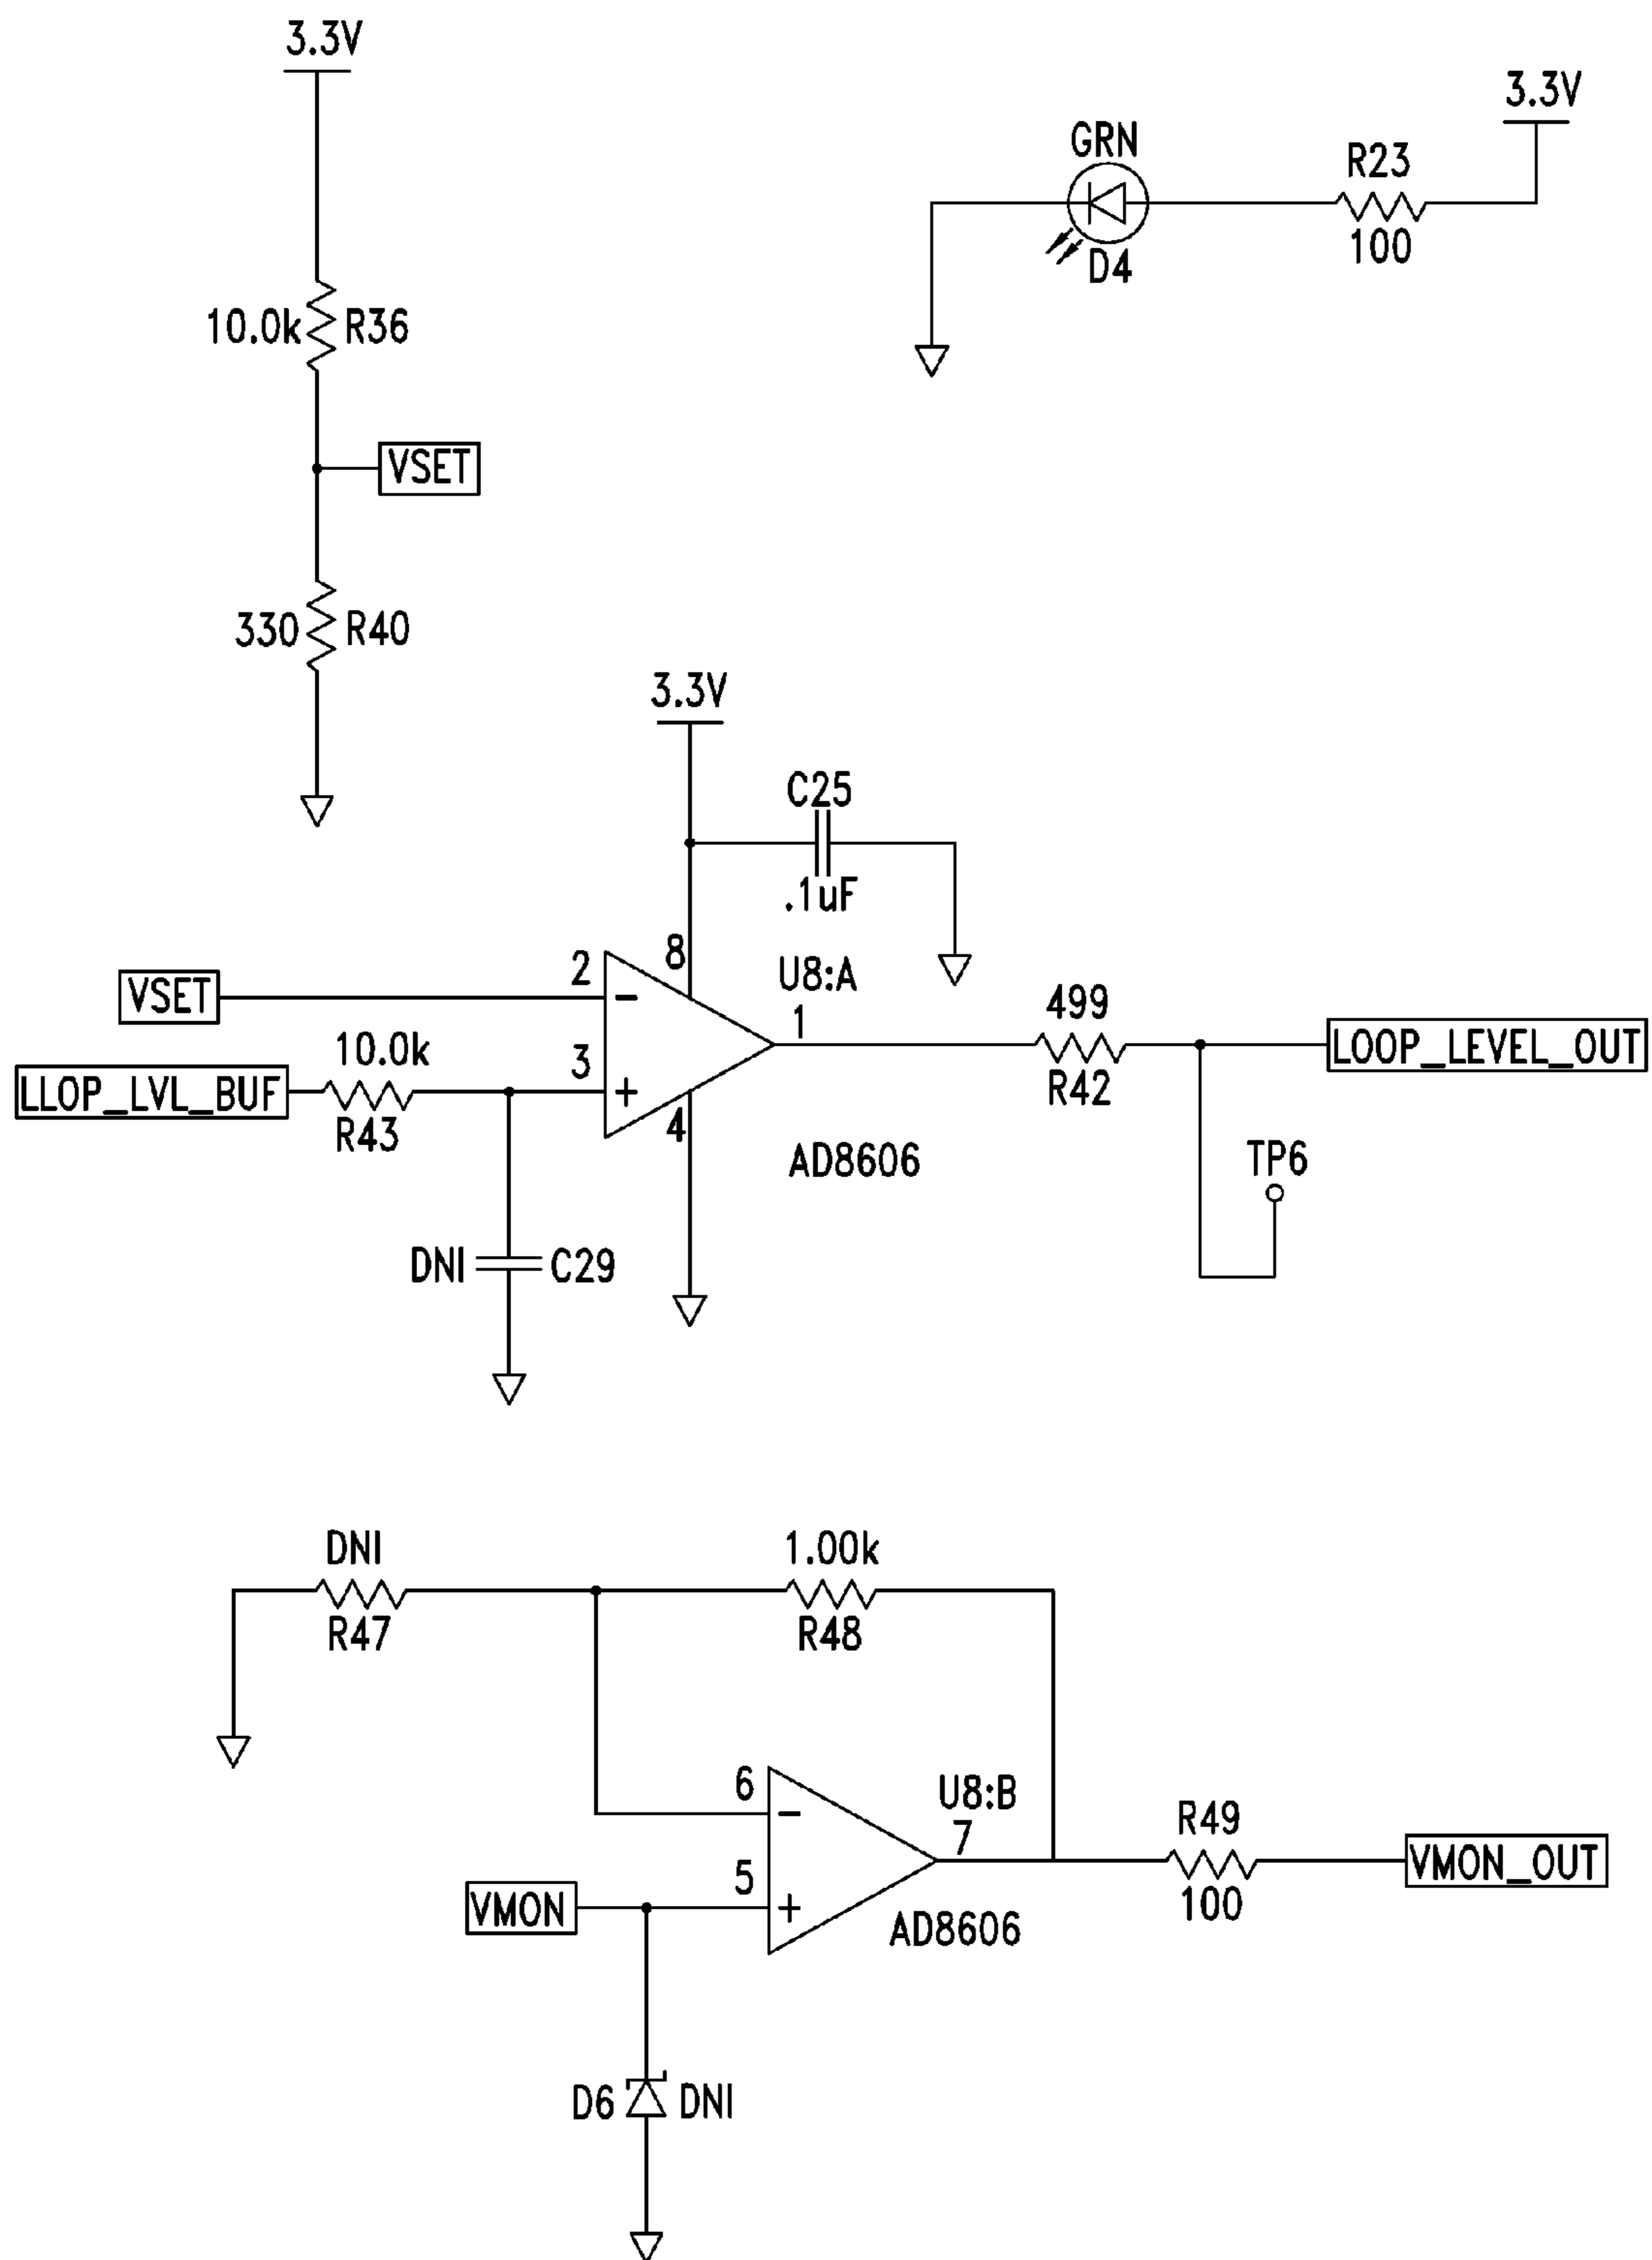 3.3V
10.0k
R36
VSET
330
R40
3.3V
GRN
R23
100
D4
3.3V
C25
.1uF
8
U8:A
VSET
2
-
1
499
R42
LOOP_LEVEL_OUT
LLOP_LVL_BUF
10.0k
R43
3
+
4
AD8606
TP6
DNI
C29
DNI
R47
1.00k
R48
6
-
U8:B
7
R49
100
VMON_OUT
VMON
5
+
AD8606
D6
DNI